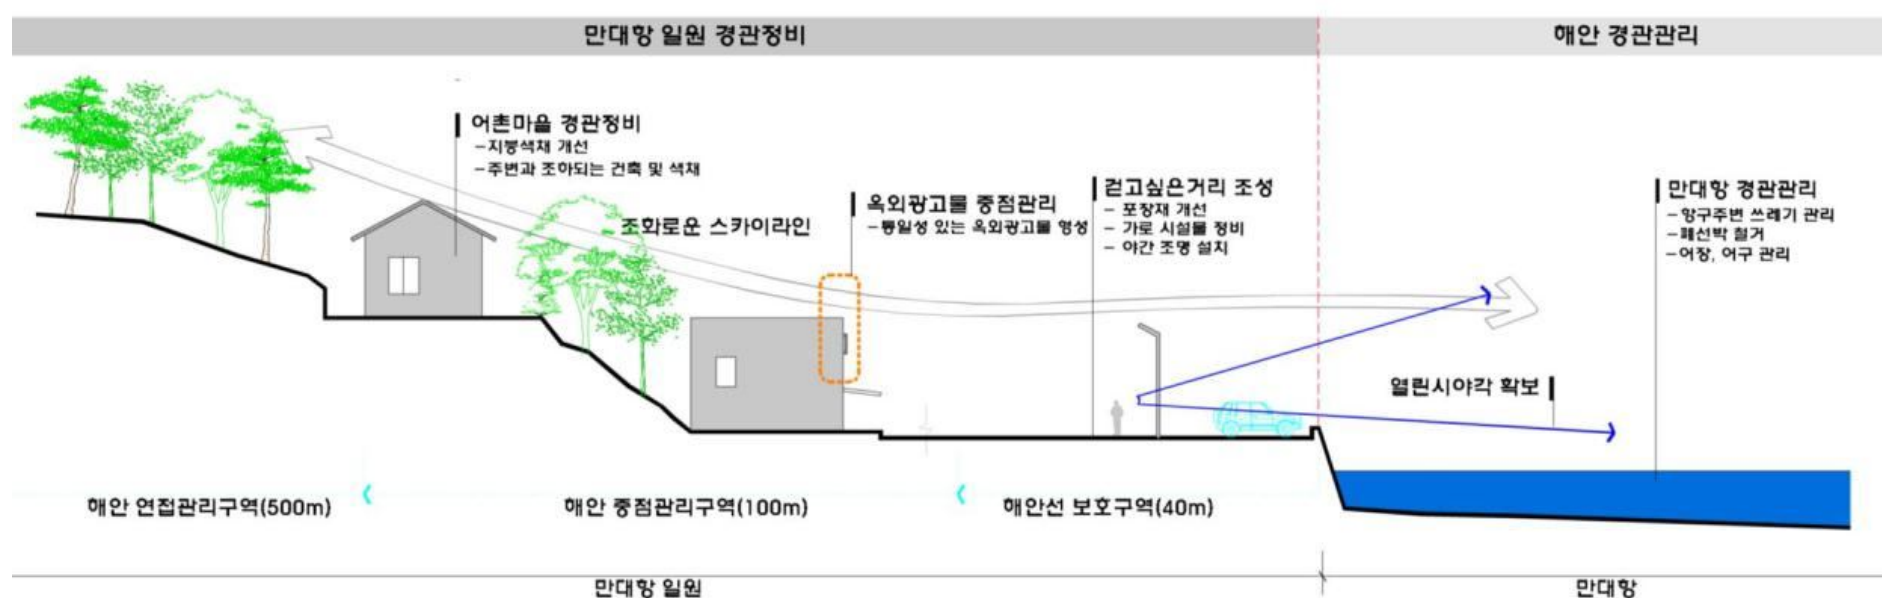 만대항 일원 경관정비
해안 경관관리
어촌마을 경관정비
-지붕색채 개선
-주변과 조화되는 건축 및 색채
조화로운 스카이라인
옥외광고물 중점관리
-통일성 있는 옥외광고물 형성
걷고싶은거리 조성
- 포장재 개선
- 가로 시설물 정비
- 야간 조명 설치
만대항 경관관리
-항구주변 쓰레기 관리
-폐선박 철거
-어장, 어구 관리
열린시야각 확보
해안 연접관리구역(500m)
해안 중점관리구역(100m)
해안선 보호구역(40m)
만대항 일원
만대항